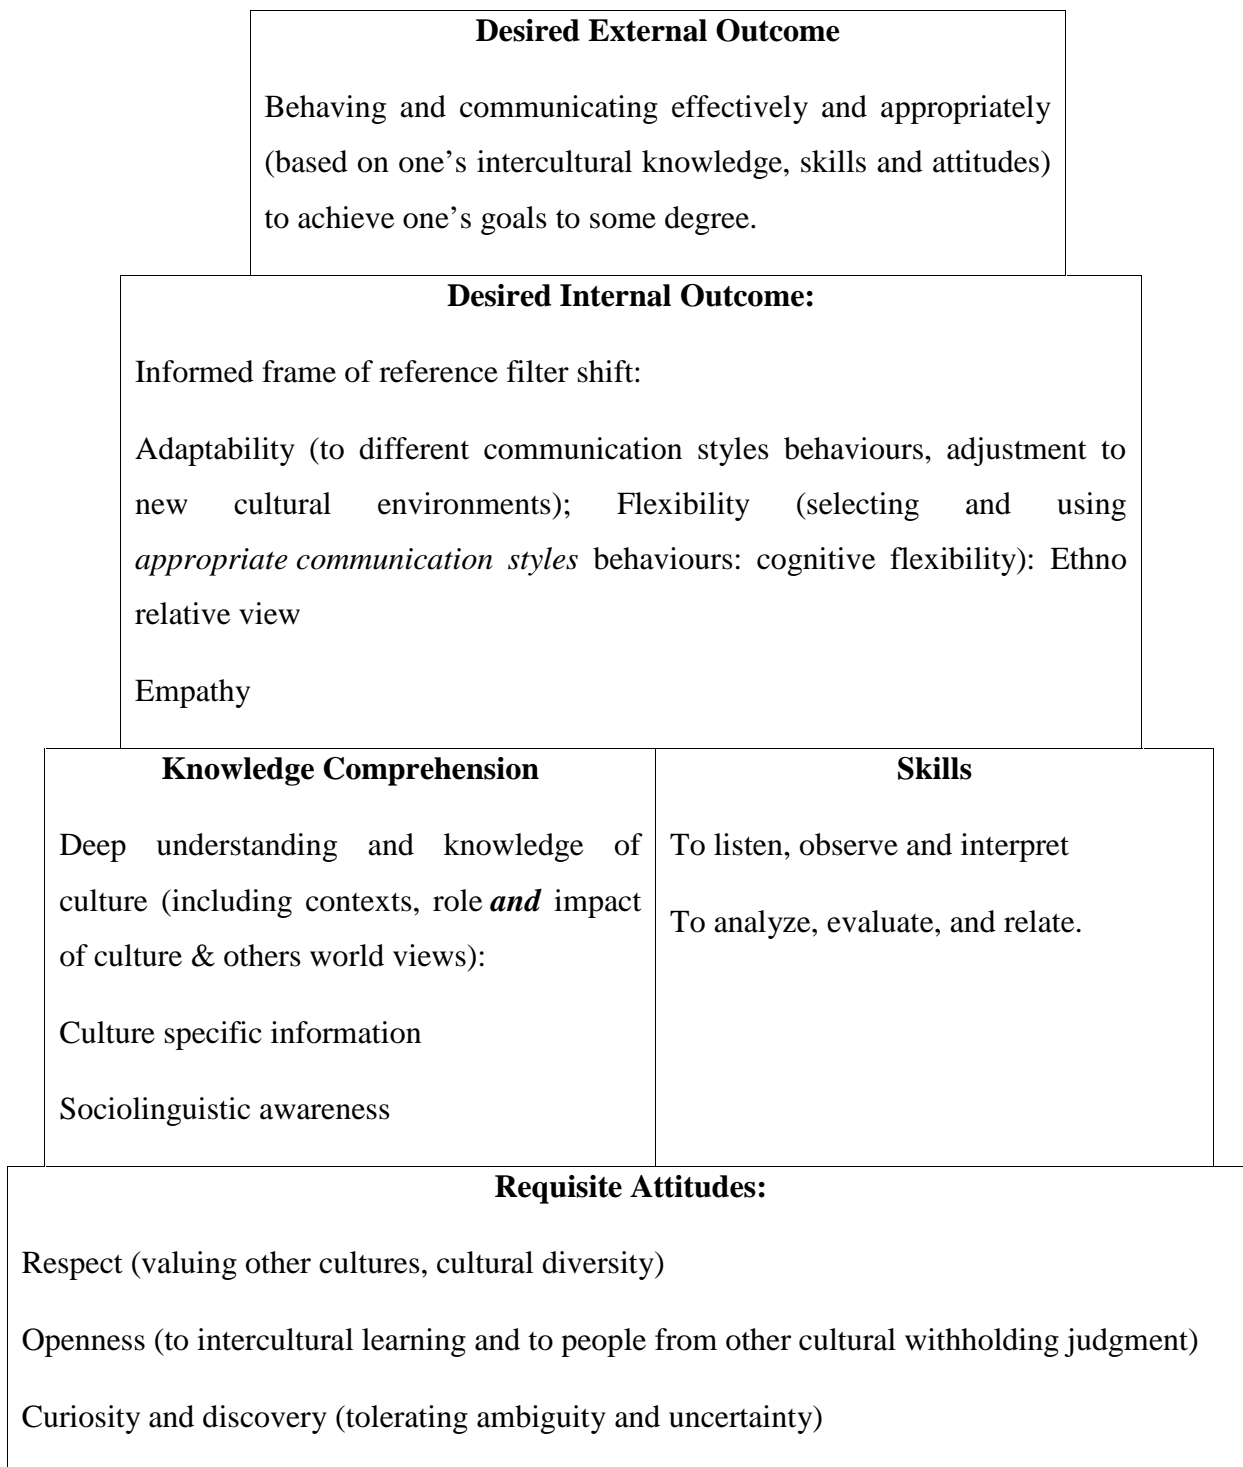 Desired External Outcome
Behaving and communicating effectively and appropriately
(based on one’s intercultural knowledge, skills and attitudes)
to achieve one’s goals to some degree.
Desired Internal Outcome:
Informed frame of reference filter shift:
Adaptability (to different communication styles behaviours, adjustment to
new cultural environments); Flexibility (selecting and using
appropriate communication styles behaviours: cognitive flexibility): Ethno
relative view
Empathy
Knowledge Comprehension
Deep understanding and knowledge of
culture (including contexts, role and impact
of culture & others world views):
Culture specific information
Sociolinguistic awareness
Skills
To listen, observe and interpret
To analyze, evaluate, and relate.
Requisite Attitudes:
Respect (valuing other cultures, cultural diversity)
Openness (to intercultural learning and to people from other cultural withholding judgment)
Curiosity and discovery (tolerating ambiguity and uncertainty)